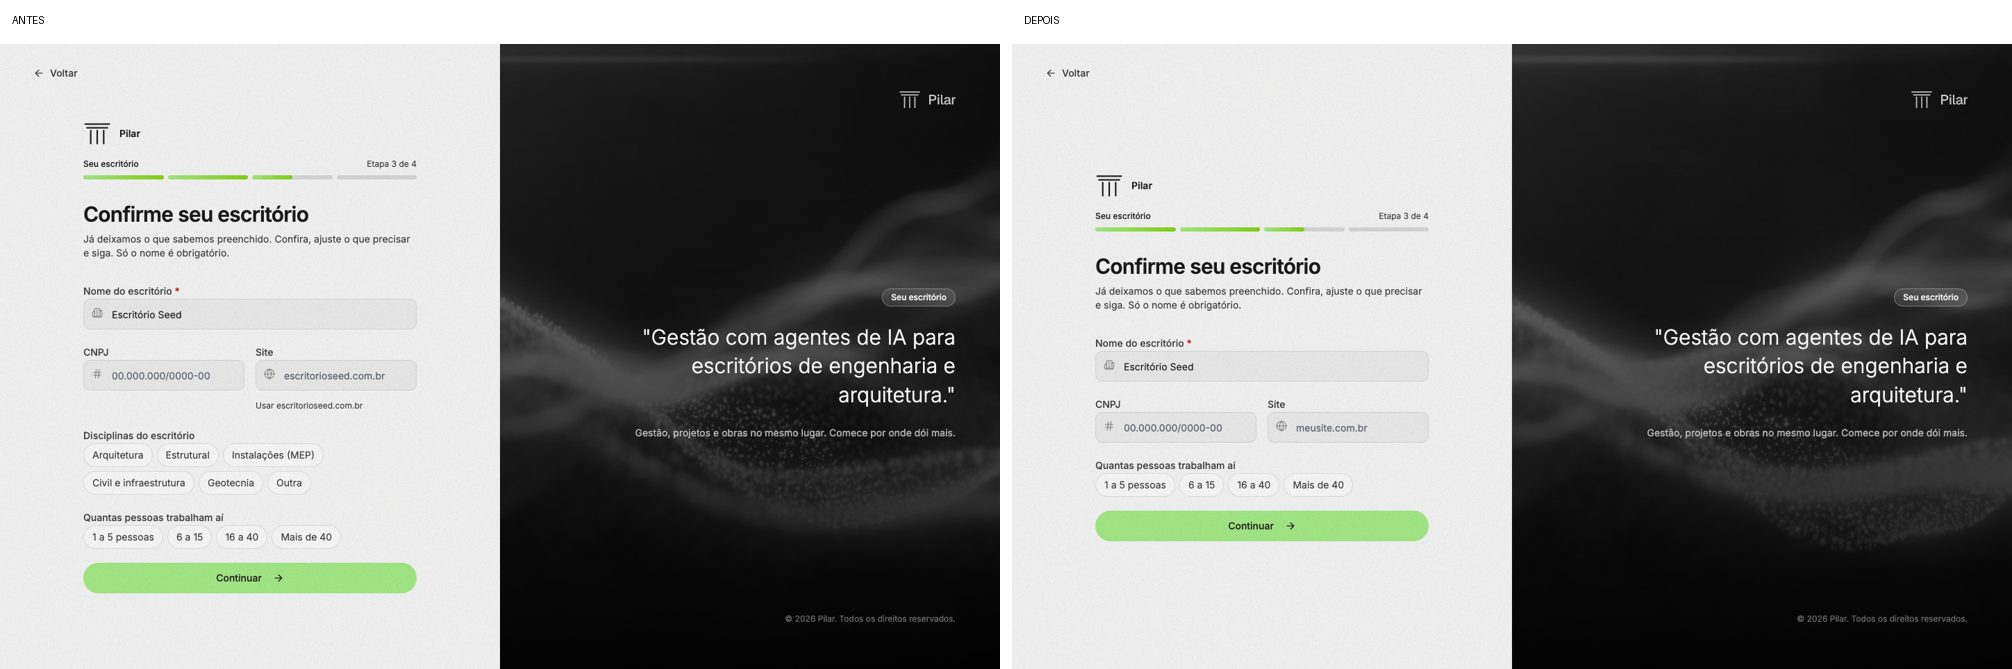 ANTES
Voltar
Pilar
Seu escritório
Etapa 3 de 4
Confirme seu escritório
Já deixamos o que sabemos preenchido. Confira, ajuste o que precisar
e siga. Só o nome é obrigatório.
Nome do escritório *
Escritório Seed
CNPJ
Site
# 00.000.000/0000-00
escritorioseed.com.br
Usar escritorioseed.com.br
Disciplinas do escritório
Arquitetura
Estrutural
Instalações (MEP)
Civil e infraestrutura
Geotecnia
Outra
Quantas pessoas trabalham aí
1 a 5 pessoas
6 a 15
16 a 40
Mais de 40
Continuar
Pilar
Seu escritório
"Gestão com agentes de IA para
escritórios de engenharia e
arquitetura."
Gestão, projetos e obras no mesmo lugar. Comece por onde dói mais.
© 2026 Pilar. Todos os direitos reservados.
DEPOIS
Voltar
Pilar
Seu escritório
Etapa 3 de 4
Confirme seu escritório
Já deixamos o que sabemos preenchido. Confira, ajuste o que precisar
e siga. Só o nome é obrigatório.
Nome do escritório *
Escritório Seed
CNPJ
Site
# 00.000.000/0000-00
meusite.com.br
Quantas pessoas trabalham aí
1 a 5 pessoas
6 a 15
16 a 40
Mais de 40
Continuar
Pilar
Seu escritório
"Gestão com agentes de IA para
escritórios de engenharia e
arquitetura."
Gestão, projetos e obras no mesmo lugar. Comece por onde dói mais.
© 2026 Pilar. Todos os direitos reservados.